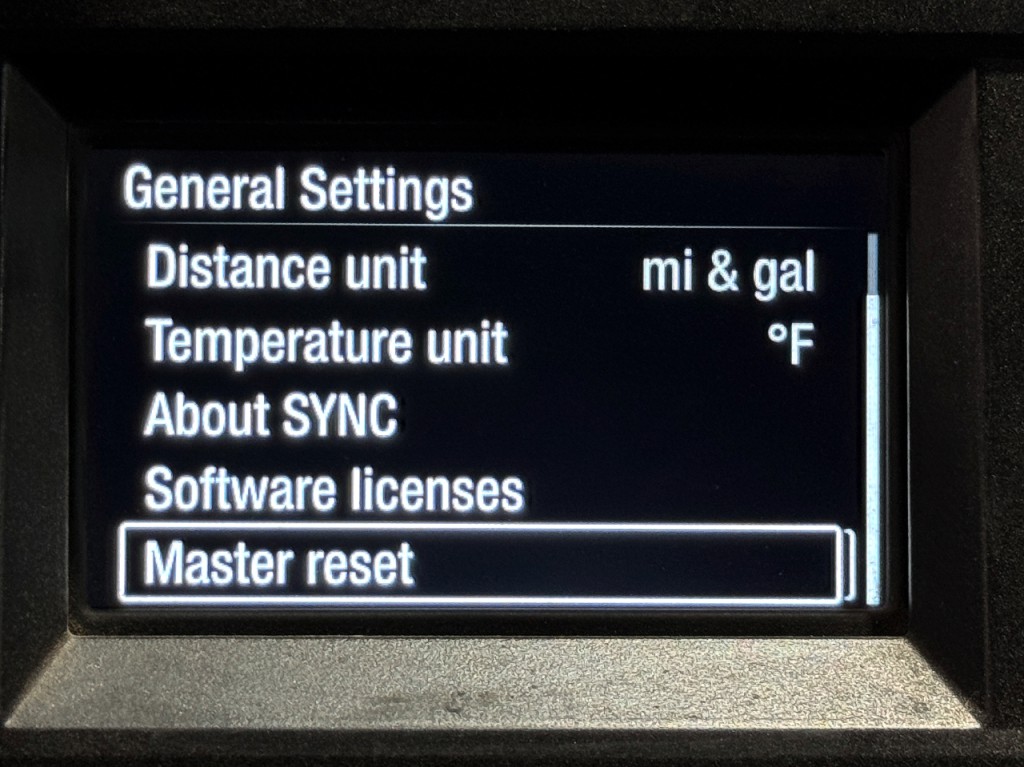 General Settings
Distance unit mi & gal
Temperature unit °F
About SYNC
Software licenses
Master reset